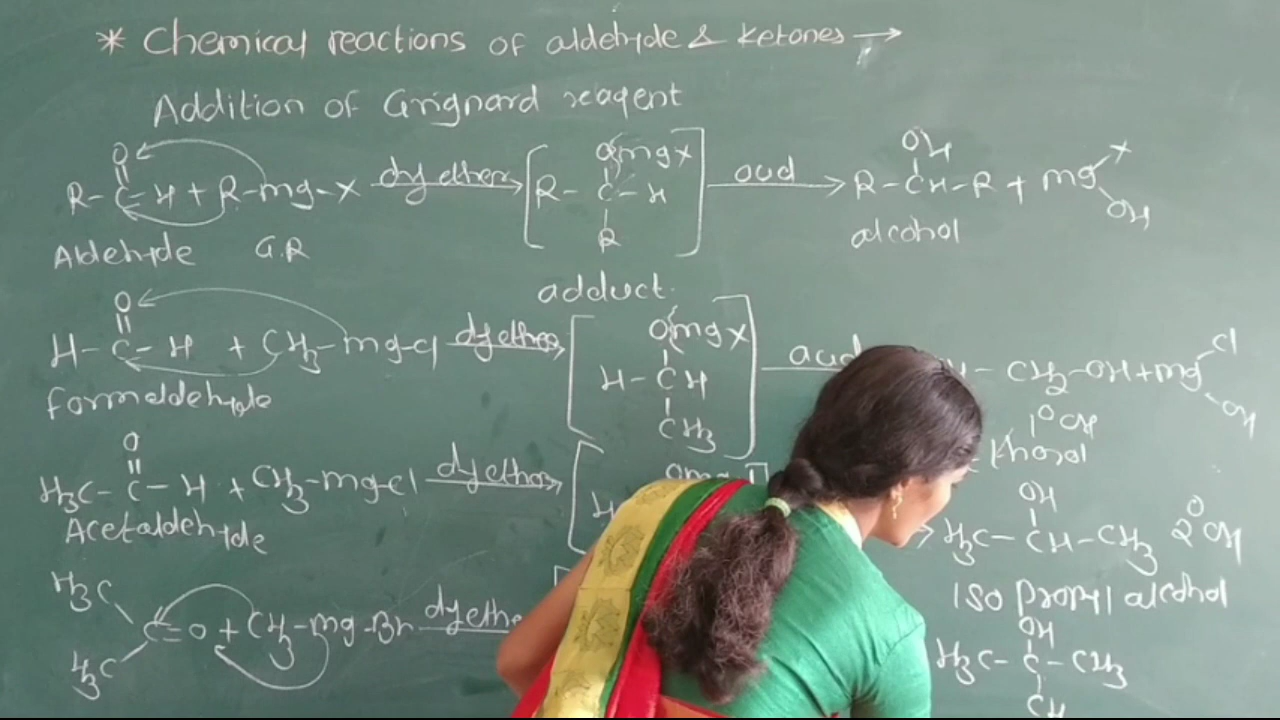 * Chemical reactions of aldehyde & ketones →
Addition of Grignard reagent
O OmgX OH X
R-C-H + R-mg-X dry ether → [R-C-H] acid → R-CH-R + mg
R OH
Aldehyde G.R alcohol
adduct.
O OmgX Cl
H-C-H + CH3-mg-cl dry ether → [H-CH] acid - CH2-OH + mg
CH3 OH
formaldehyde 1° OH
O OH
H3C-C-H + CH3-mg-cl dry ether → [ H3C-CH-CH3 2° OH
Acetaldehyde
H3C Iso propyl alcohol
C=O + CH3-mg-Br dry ethe OH
H3C H3C-C-CH3
CH